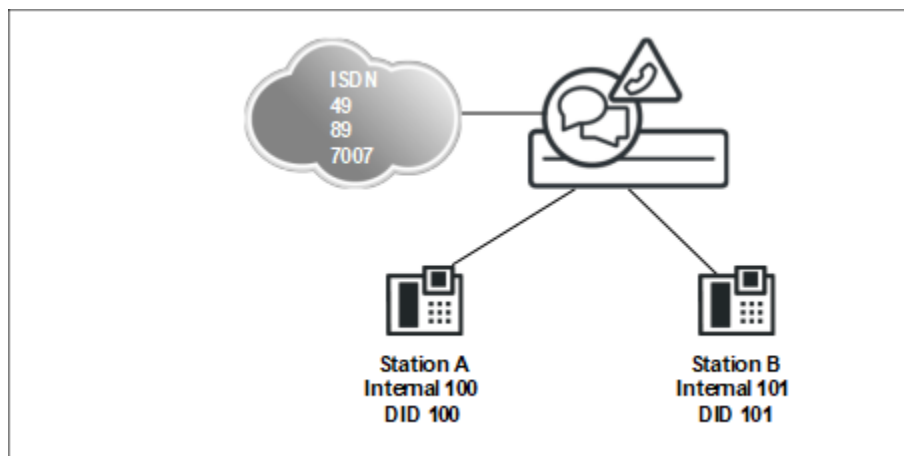 ISDN
49
89
7007
Station A
Internal 100
DID 100
Station B
Internal 101
DID 101